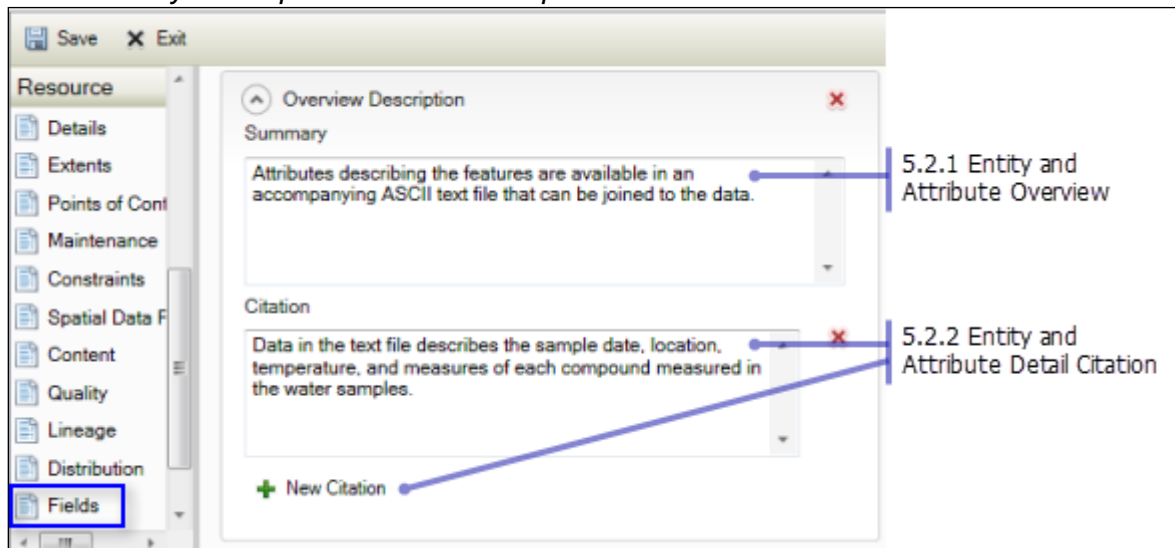 Save Exit
Resource
Details
Extents
Points of Cont
Maintenance
Constraints
Spatial Data F
Content
Quality
Lineage
Distribution
Fields
Overview Description
Summary
Attributes describing the features are available in an
accompanying ASCII text file that can be joined to the data.
Citation
Data in the text file describes the sample date, location,
temperature, and measures of each compound measured in
the water samples.
New Citation
5.2.1 Entity and
Attribute Overview
5.2.2 Entity and
Attribute Detail Citation